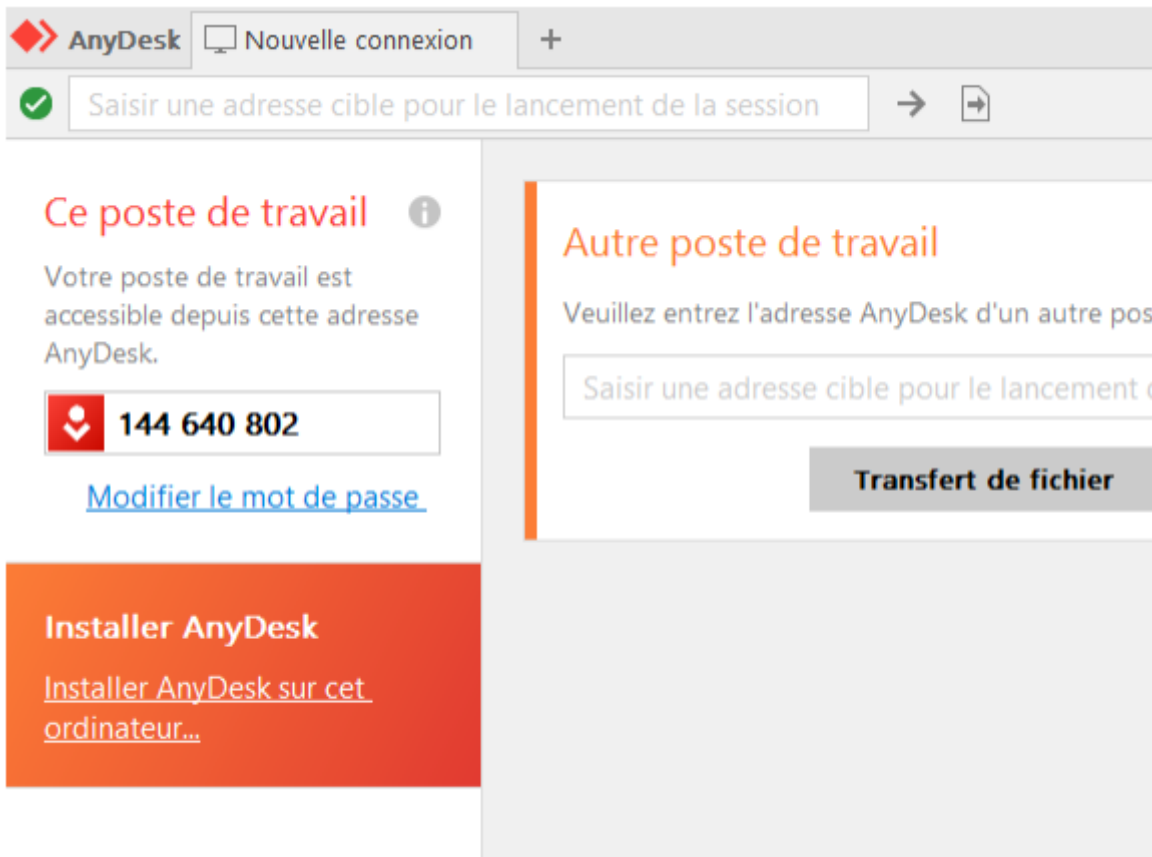 AnyDesk
Nouvelle connexion
+
Saisir une adresse cible pour le lancement de la session
Ce poste de travail
Votre poste de travail est
accessible depuis cette adresse
AnyDesk.
144 640 802
Modifier le mot de passe
Installer AnyDesk
Installer AnyDesk sur cet
ordinateur...
Autre poste de travail
Veuillez entrez l'adresse AnyDesk d'un autre pos
Saisir une adresse cible pour le lancement
Transfert de fichier